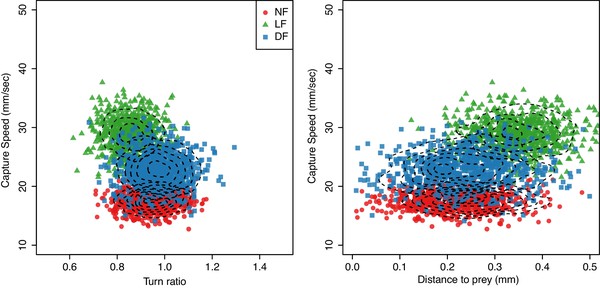 NF
LF
DF
Capture Speed (mm/sec)
50
40
30
20
10
0.6 0.8 1.0 1.2 1.4
Turn ratio
Capture Speed (mm/sec)
50
40
30
20
10
0.0 0.1 0.2 0.3 0.4 0.5
Distance to prey (mm)